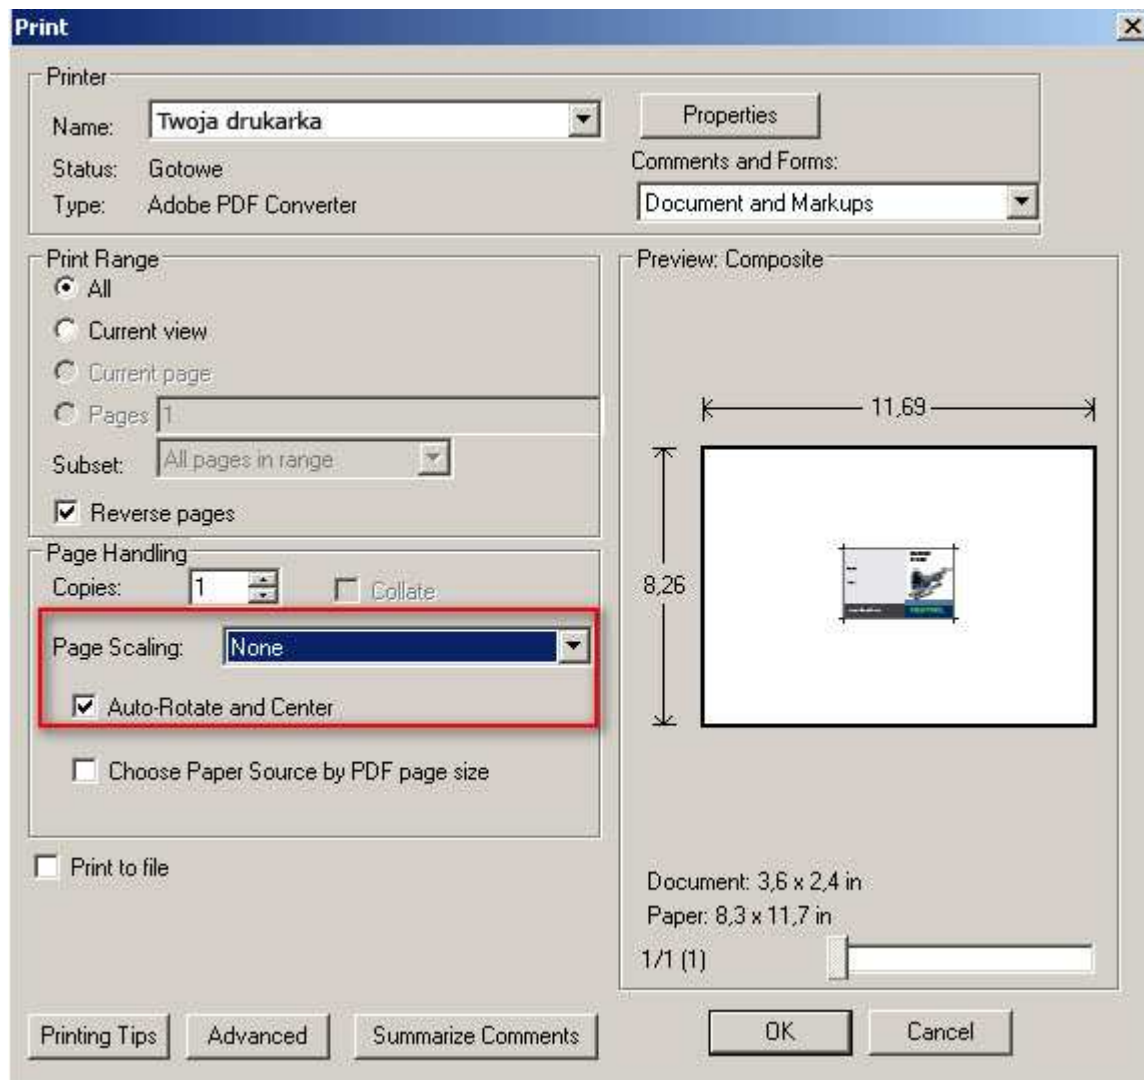 Print
Printer
Name: Twoja drukarka
Properties
Status: Gotowe
Comments and Forms:
Type: Adobe PDF Converter
Document and Markups
Print Range
All
Current view
Current page
Pages 1
Subset: All pages in range
Reverse pages
Page Handling
Copies: 1 Collate
Page Scaling: None
Auto-Rotate and Center
Choose Paper Source by PDF page size
Print to file
Preview: Composite
11,69
8,26
Document: 3,6 x 2,4 in
Paper: 8,3 x 11,7 in
1/1 (1)
Printing Tips Advanced Summarize Comments OK Cancel